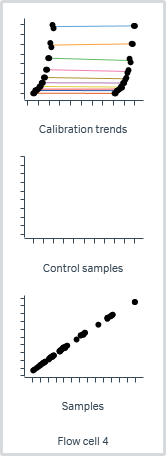 Calibration trends
Control samples
Samples
Flow cell 4